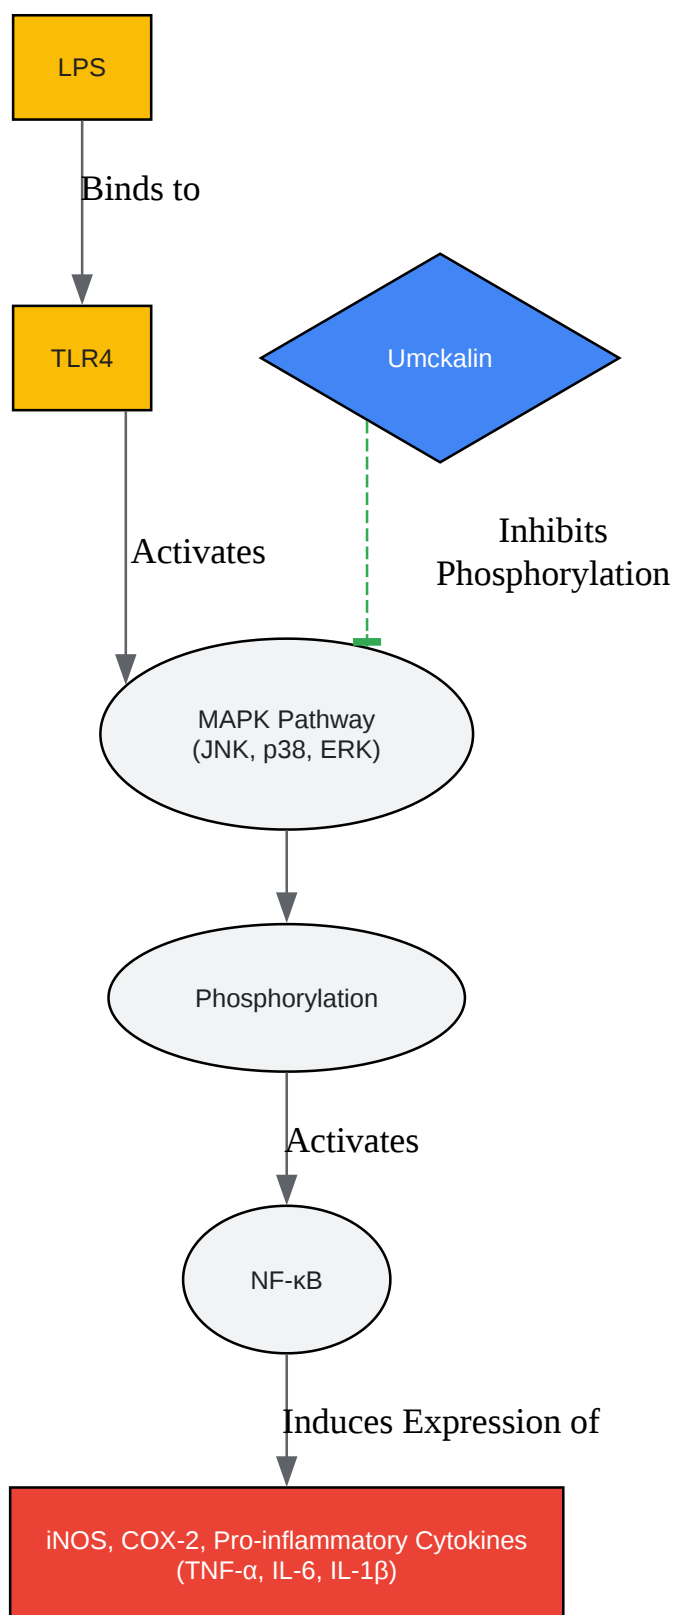 LPS
Binds to
TLR4
Umckalin
Inhibits
Phosphorylation
Activates
MAPK Pathway
(JNK, p38, ERK)
Phosphorylation
Activates
NF-κB
Induces Expression of
iNOS, COX-2, Pro-inflammatory Cytokines
(TNF-α, IL-6, IL-1β)